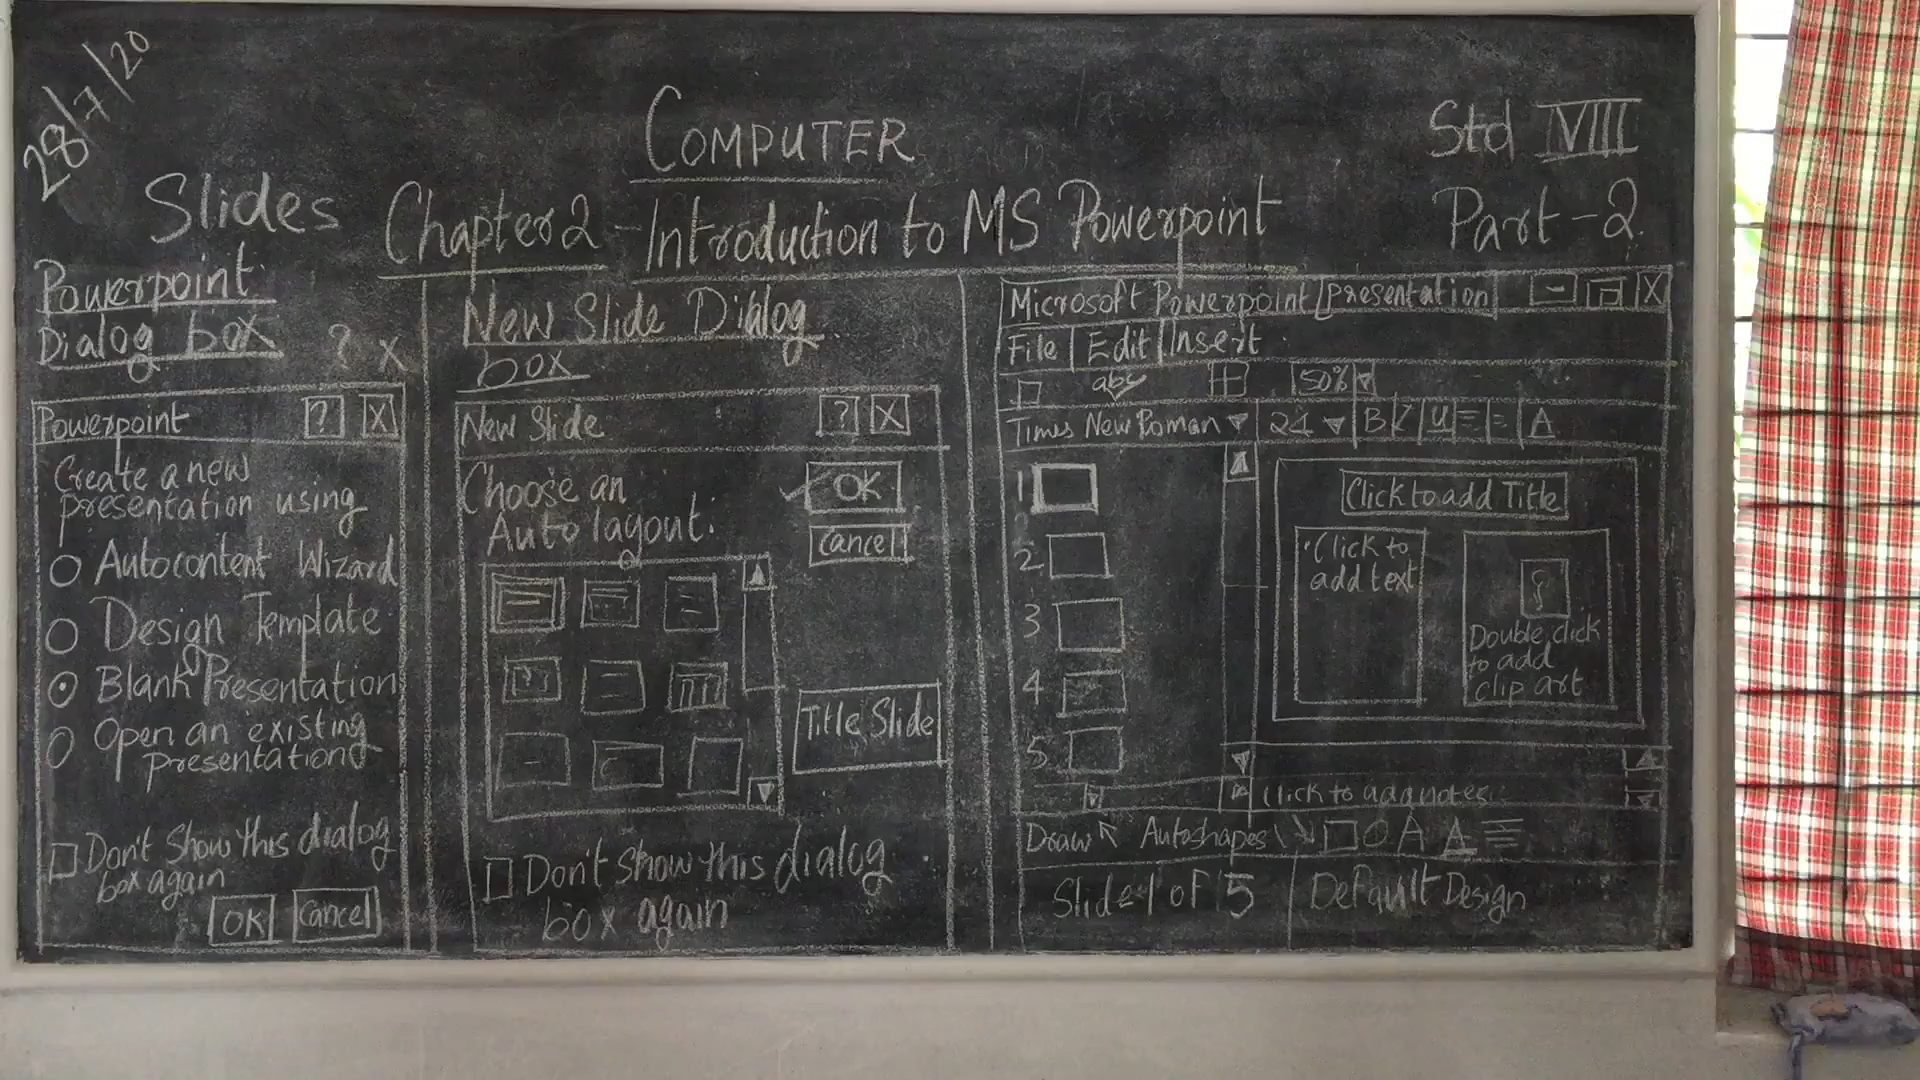 28/7/20
COMPUTER
Std VIII
Slides
Chapter 2 - Introduction to MS Powerpoint
Part - 2
Powerpoint
Dialog box
? X
Powerpoint ? X
Create a new
presentation using
Autocontent Wizard
Design Template
Blank Presentation
Open an existing
presentation
Don't Show this dialog
box again
OK Cancel
New Slide Dialog
box
New Slide ? X
Choose an
Auto layout.
OK
Cancel
Title Slide
Don't show this dialog
box again
Microsoft Powerpoint [presentation] - X
File | Edit | Insert
abc 50%
Times New Roman 24 B I U A
1
2
3
4
5
Click to add Title
• Click to
add text
?
Double click
to add
clip art
Click to add notes
Draw Autoshapes \ A A
Slide 1 of 5 Default Design